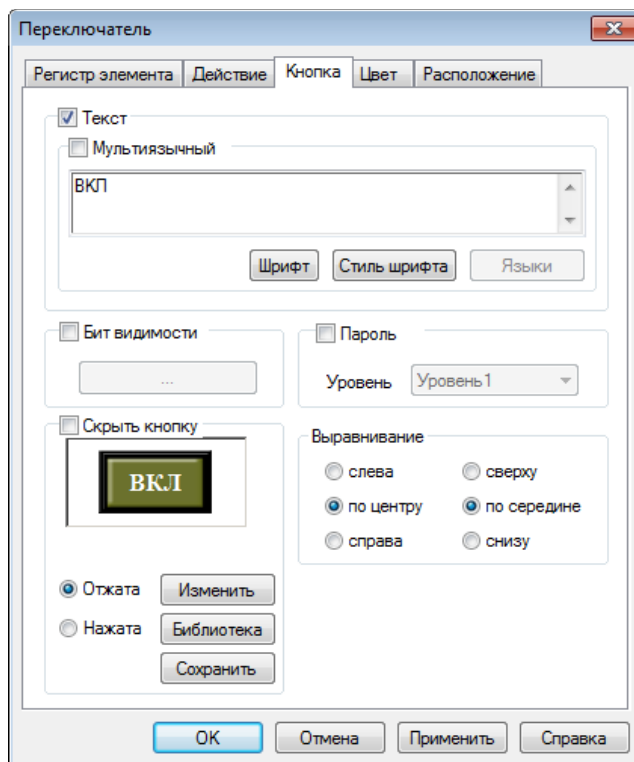 Переключатель
Регистр элемента Действие Кнопка Цвет Расположение
Текст
Мультиязычный
ВКЛ
Шрифт Стиль шрифта Языки
Бит видимости
...
Пароль
Уровень Уровень1
Скрыть кнопку
ВКЛ
Отжата Изменить
Нажата Библиотека
Сохранить
Выравнивание
слева сверху
по центру по середине
справа снизу
OK Отмена Применить Справка